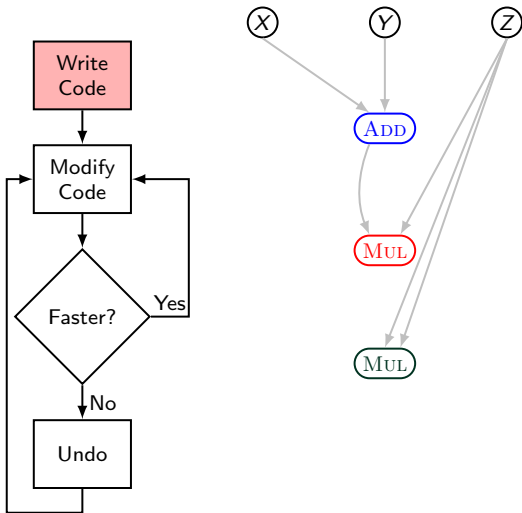 Write
Code
Modify
Code
Faster?
Yes
No
Undo
X
Y
Z
ADD
MUL
MUL